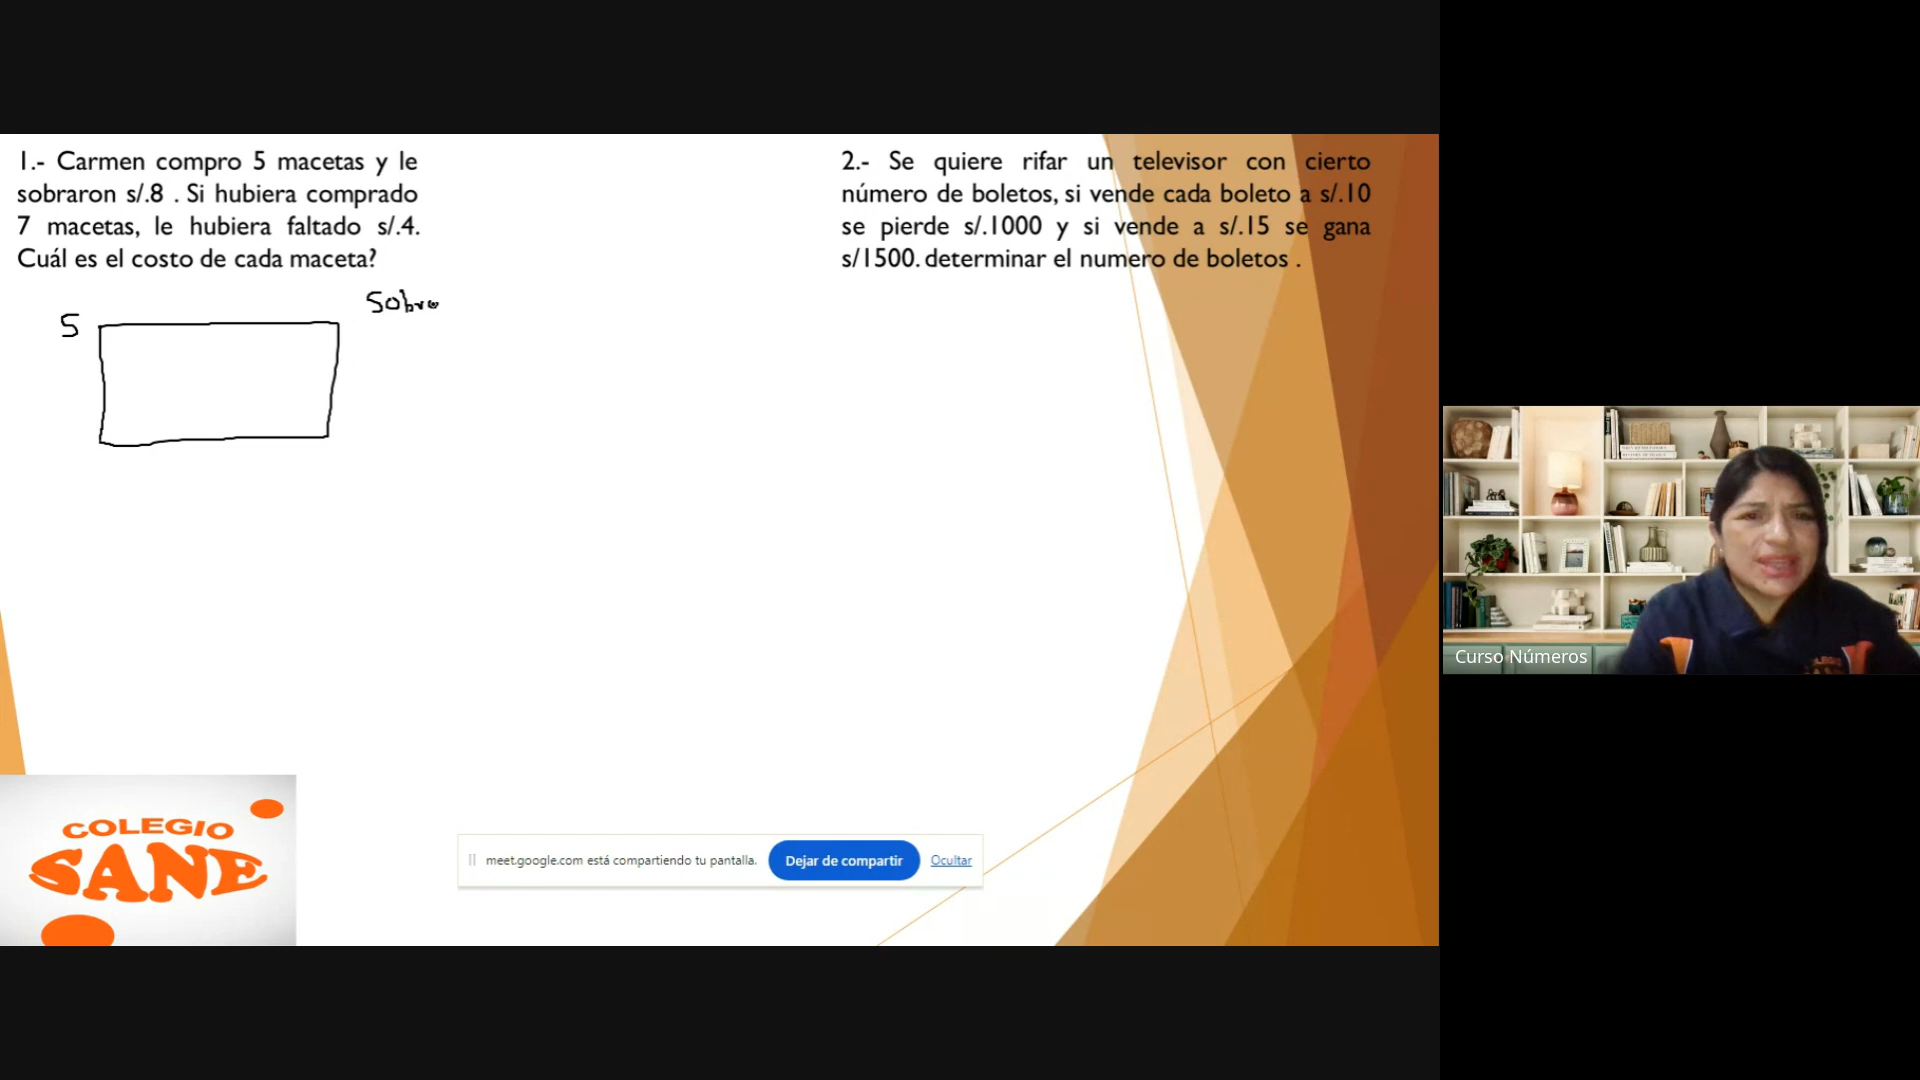 1.- Carmen compro 5 macetas y le
sobraron s/.8 . Si hubiera comprado
7 macetas, le hubiera faltado s/.4.
Cuál es el costo de cada maceta?
Sobra
5
2.- Se quiere rifar un televisor con cierto
número de boletos, si vende cada boleto a s/.10
se pierde s/.1000 y si vende a s/.15 se gana
s/1500. determinar el numero de boletos .
COLEGIO
SANE
meet.google.com está compartiendo tu pantalla.
Dejar de compartir
Ocultar
Curso Números